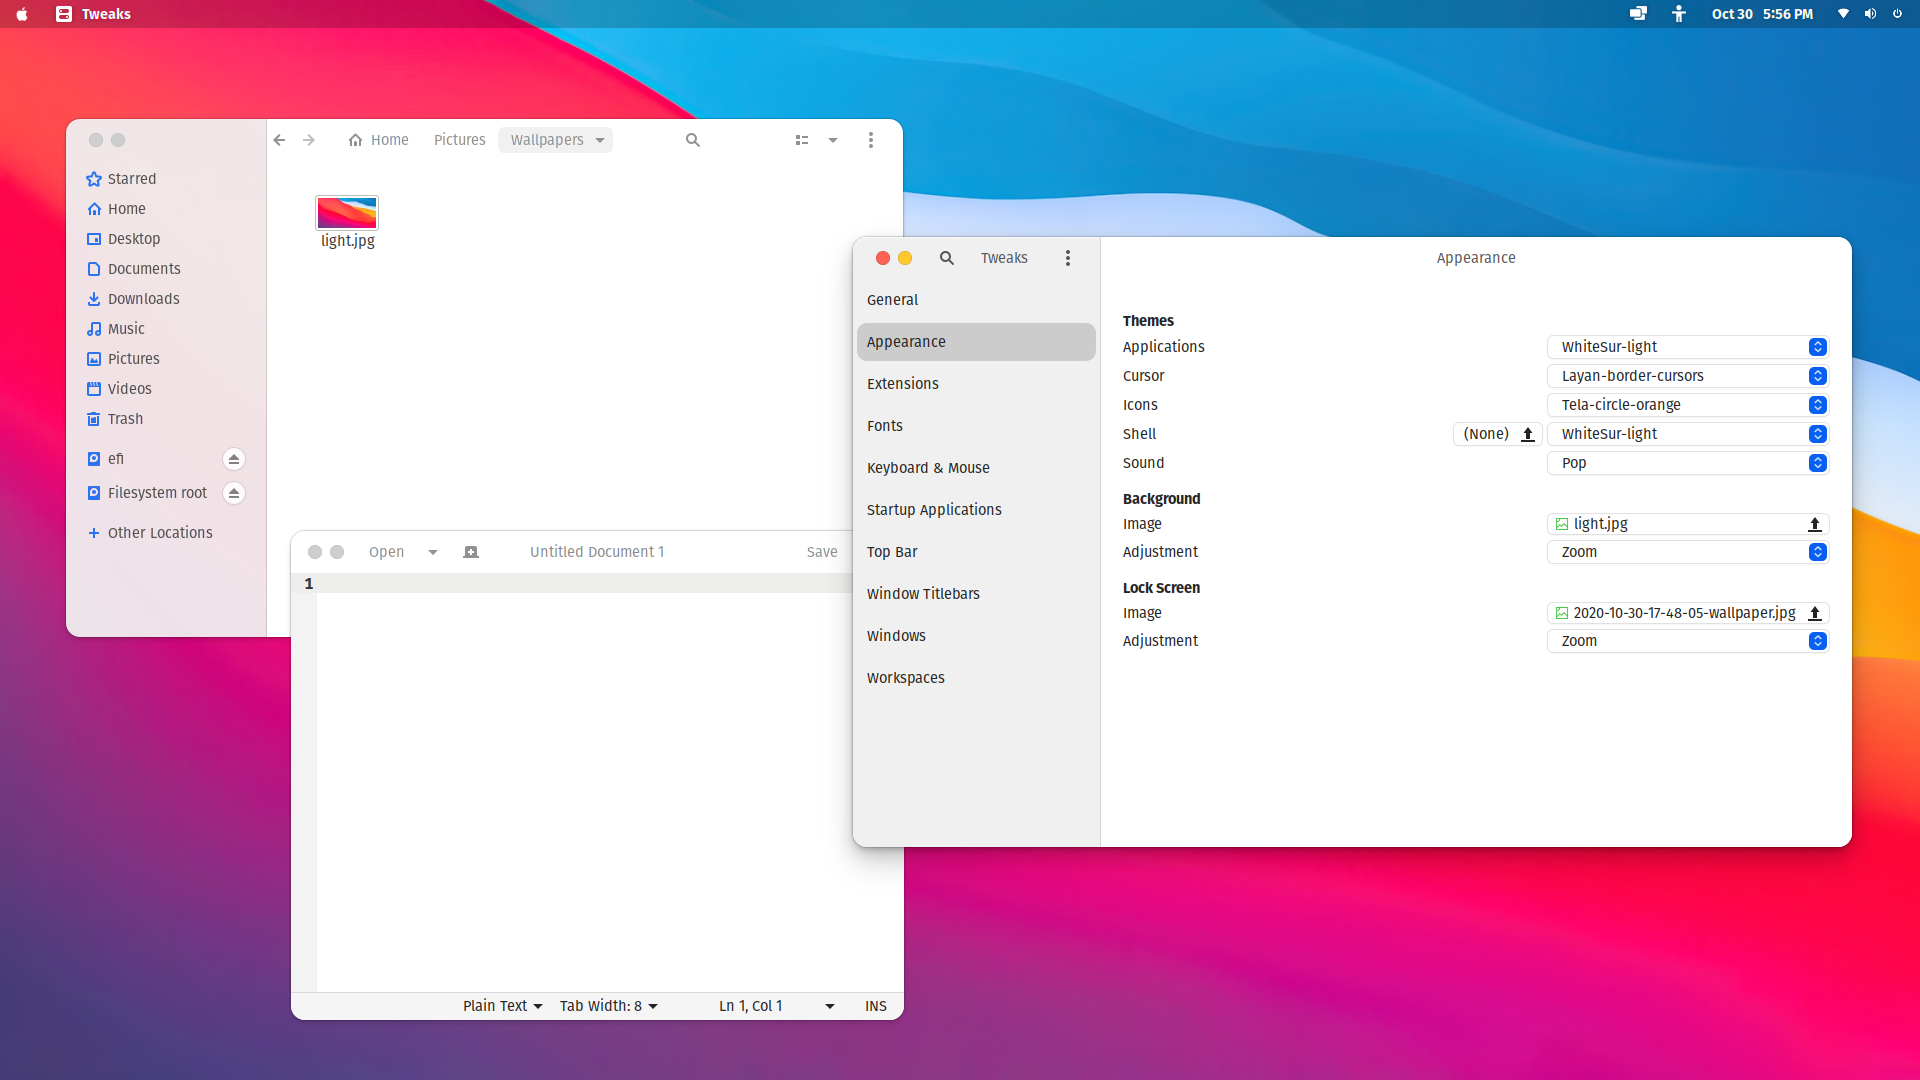 Tweaks
Oct 30 5:56 PM
Home Pictures Wallpapers
Starred
Home
Desktop
Documents
Downloads
Music
Pictures
Videos
Trash
efi
Filesystem root
Other Locations
light.jpg
Open Untitled Document 1 Save
1
Plain Text Tab Width: 8 Ln 1, Col 1 INS
Tweaks
General
Appearance
Extensions
Fonts
Keyboard & Mouse
Startup Applications
Top Bar
Window Titlebars
Windows
Workspaces
Appearance
Themes
Applications WhiteSur-light
Cursor Layan-border-cursors
Icons Tela-circle-orange
Shell (None) WhiteSur-light
Sound Pop
Background
Image light.jpg
Adjustment Zoom
Lock Screen
Image 2020-10-30-17-48-05-wallpaper.jpg
Adjustment Zoom